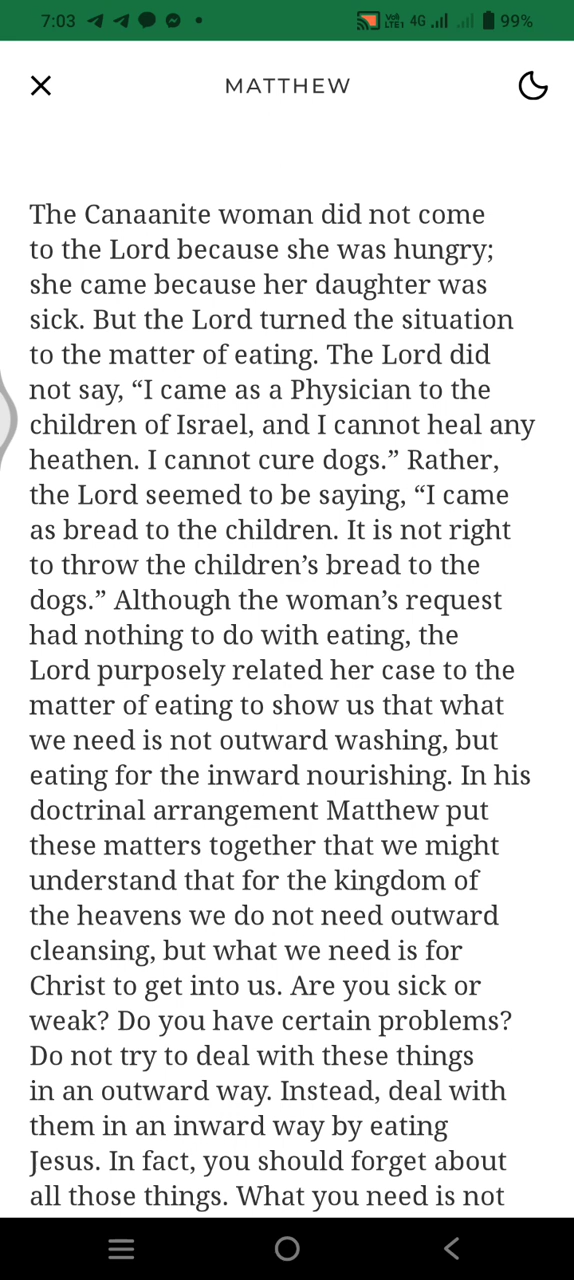 7:03
VoB LTE1 4G 99%
MATTHEW
The Canaanite woman did not come
to the Lord because she was hungry;
she came because her daughter was
sick. But the Lord turned the situation
to the matter of eating. The Lord did
not say, “I came as a Physician to the
children of Israel, and I cannot heal any
heathen. I cannot cure dogs.” Rather,
the Lord seemed to be saying, “I came
as bread to the children. It is not right
to throw the children’s bread to the
dogs.” Although the woman’s request
had nothing to do with eating, the
Lord purposely related her case to the
matter of eating to show us that what
we need is not outward washing, but
eating for the inward nourishing. In his
doctrinal arrangement Matthew put
these matters together that we might
understand that for the kingdom of
the heavens we do not need outward
cleansing, but what we need is for
Christ to get into us. Are you sick or
weak? Do you have certain problems?
Do not try to deal with these things
in an outward way. Instead, deal with
them in an inward way by eating
Jesus. In fact, you should forget about
all those things. What you need is not